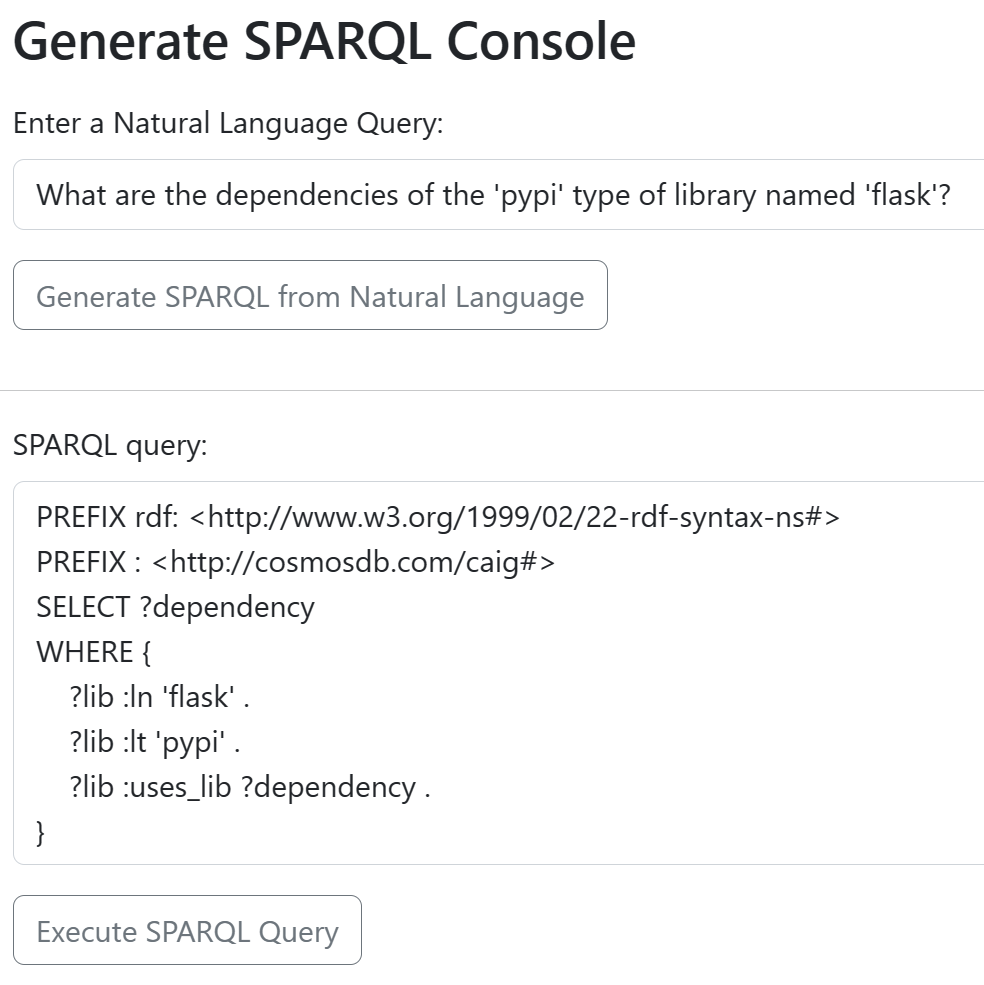 Generate SPARQL Console
Enter a Natural Language Query:
What are the dependencies of the 'pypi' type of library named 'flask'?
Generate SPARQL from Natural Language
SPARQL query:
PREFIX rdf: <http://www.w3.org/1999/02/22-rdf-syntax-ns#>
PREFIX : <http://cosmosdb.com/caig#>
SELECT ?dependency
WHERE {
?lib :ln 'flask' .
?lib :lt 'pypi' .
?lib :uses_lib ?dependency .
}
Execute SPARQL Query